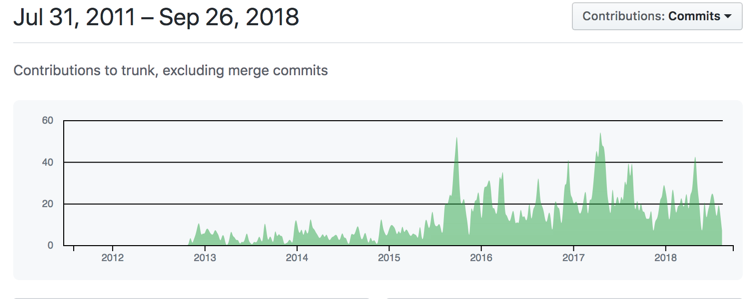 Jul 31, 2011 – Sep 26, 2018
Contributions: Commits
Contributions to trunk, excluding merge commits
60
40
20
0
2012 2013 2014 2015 2016 2017 2018